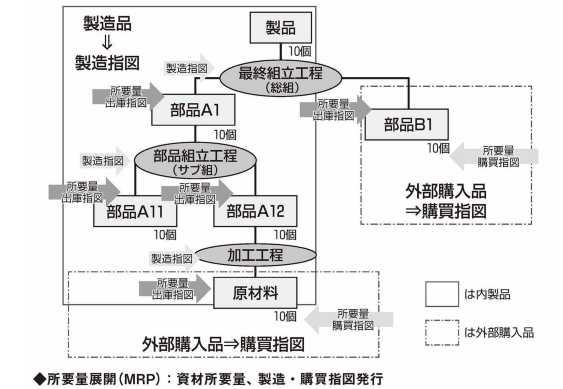 製造品
⇓
製造指図
製品
10個
製造指図
最終組立工程
(総組)
所要量
出庫指図
部品A1
10個
所要量
出庫指図
部品B1
10個
所要量
購買指図
外部購入品
⇒購買指図
製造指図
部品組立工程
(サブ組)
所要量
出庫指図
部品A11
10個
所要量
出庫指図
部品A12
10個
製造指図
加工工程
所要量
出庫指図
原材料
10個
所要量
購買指図
外部購入品⇒購買指図
は内製品
は外部購入品
◆所要量展開(MRP):資材所要量、製造・購買指図発行